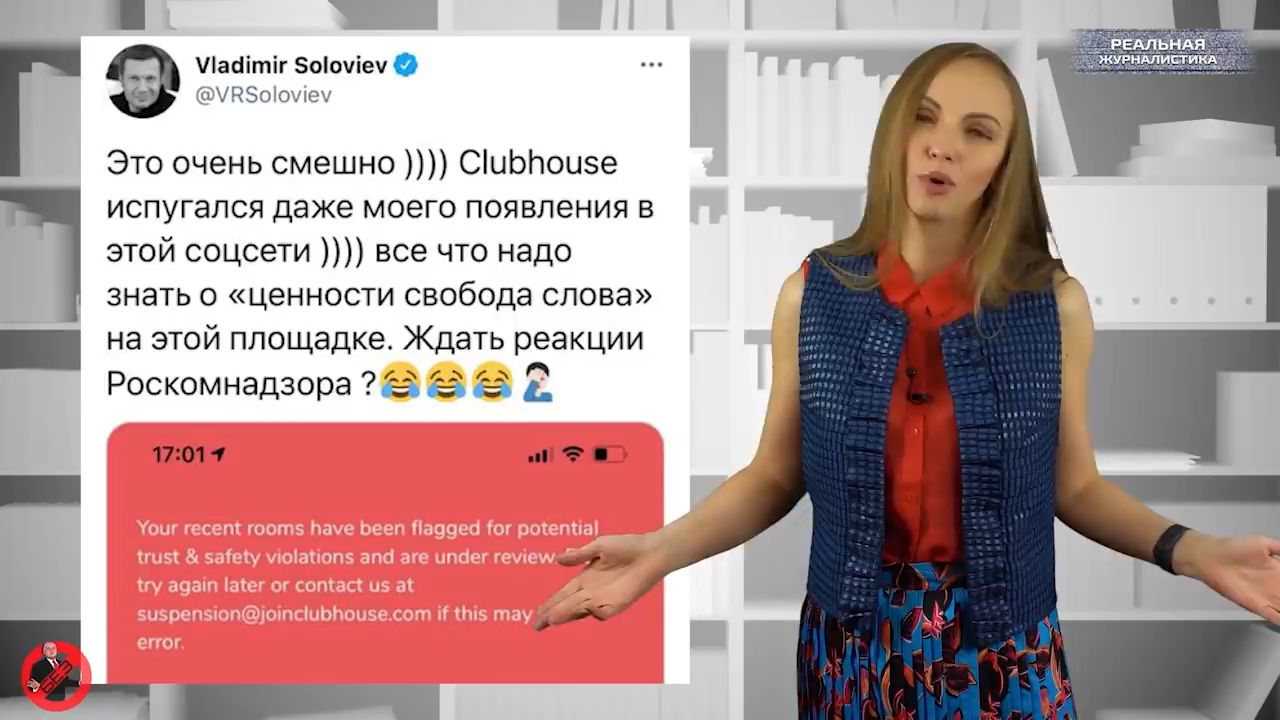 Vladimir Soloviev
@VRSoloviev
Это очень смешно )))) Clubhouse
испугался даже моего появления в
этой соцсети )))) все что надо
знать о «ценности свобода слова»
на этой площадке. Ждать реакции
Роскомнадзора ?😂😂😂🤦🏻‍♂️
17:01
Your recent rooms have been flagged for potential
trust & safety violations and are under review
try again later or contact us at
suspension@joinclubhouse.com if this may
error.
РЕАЛЬНАЯ
ЖУРНАЛИСТИКА
БЕЗ